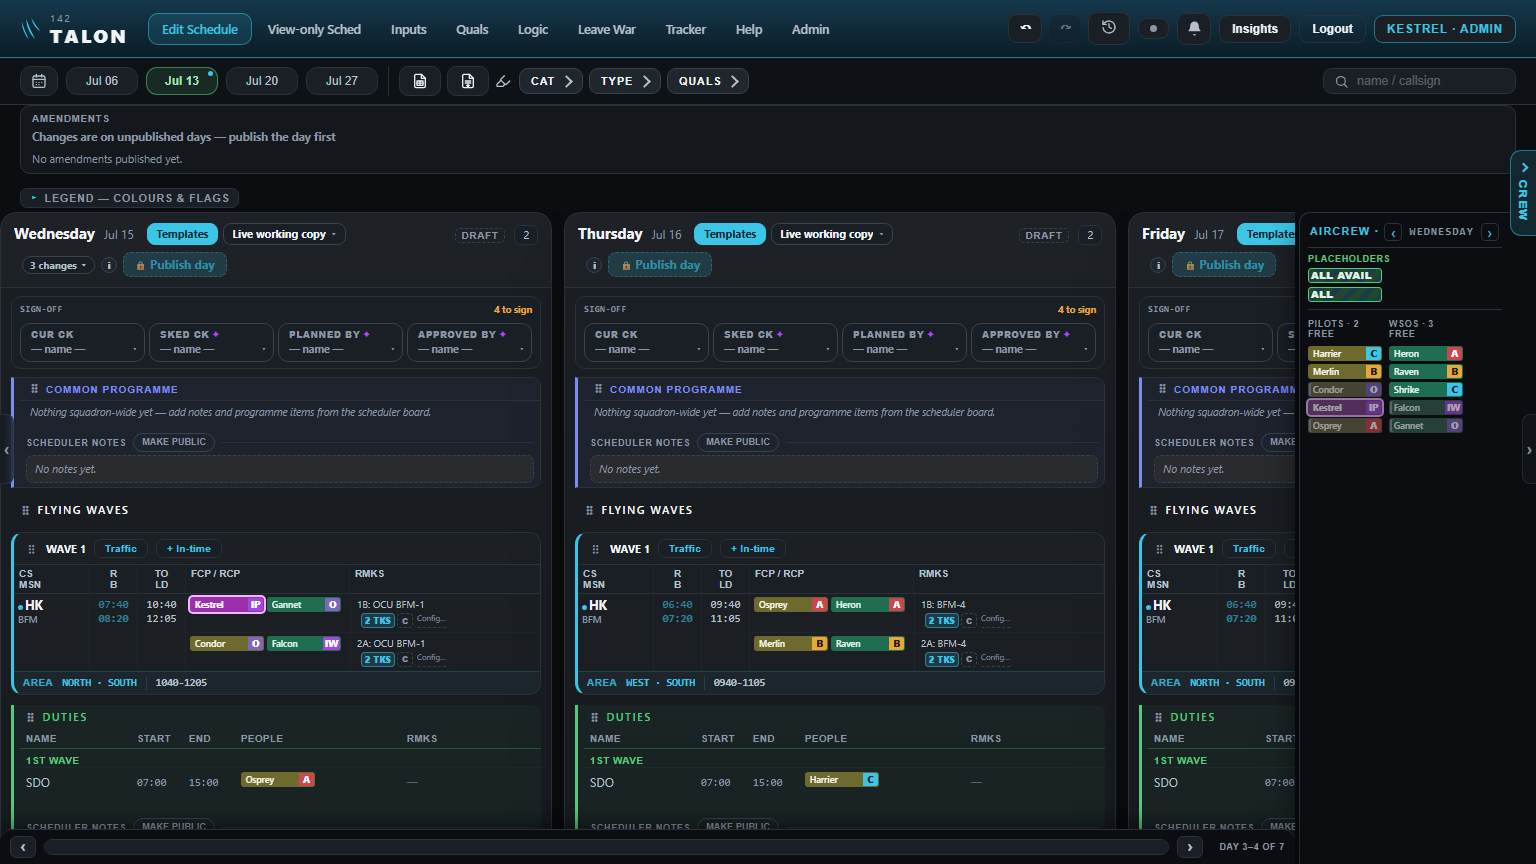 142
TALON
Edit Schedule
View-only Sched
Inputs
Quals
Logic
Leave War
Tracker
Help
Admin
Insights
Logout
KESTREL · ADMIN
Jul 06
Jul 13
Jul 20
Jul 27
CAT
TYPE
QUALS
name / callsign
AMENDMENTS
Changes are on unpublished days — publish the day first
No amendments published yet.
CREW
LEGEND — COLOURS & FLAGS
Wednesday Jul 15 Templates Live working copy DRAFT 2
3 changes i Publish day
SIGN-OFF 4 to sign
CUR CK SKED CK PLANNED BY APPROVED BY
— name — — name — — name — — name —
COMMON PROGRAMME
Nothing squadron-wide yet — add notes and programme items from the scheduler board.
SCHEDULER NOTES MAKE PUBLIC
No notes yet.
FLYING WAVES
WAVE 1 Traffic + In-time
CS R TO FCP / RCP RMKS
MSN B LD
HK 07:40 10:40 Kestrel IP Gannet O 1B: OCU BFM-1
BFM 08:20 12:05 2 TKS C Config...
Condor O Falcon IW 2A: OCU BFM-1
2 TKS C Config...
AREA NORTH · SOUTH 1040-1205
DUTIES
NAME START END PEOPLE RMKS
1ST WAVE
SDO 07:00 15:00 Osprey A —
SCHEDULER NOTES MAKE PUBLIC
Thursday Jul 16 Templates Live working copy DRAFT 2
i Publish day
SIGN-OFF 4 to sign
CUR CK SKED CK PLANNED BY APPROVED BY
— name — — name — — name — — name —
COMMON PROGRAMME
Nothing squadron-wide yet — add notes and programme items from the scheduler board.
SCHEDULER NOTES MAKE PUBLIC
No notes yet.
FLYING WAVES
WAVE 1 Traffic + In-time
CS R TO FCP / RCP RMKS
MSN B LD
HK 06:40 09:40 Osprey A Heron A 1B: BFM-4
BFM 07:20 11:05 2 TKS C Config...
Merlin B Raven B 2A: BFM-4
2 TKS C Config...
AREA WEST · SOUTH 0940-1105
DUTIES
NAME START END PEOPLE RMKS
1ST WAVE
SDO 07:00 15:00 Harrier C —
SCHEDULER NOTES MAKE PUBLIC
Friday Jul 17 Template
i Publish day
SIGN-OFF
CUR CK SK
— name — — n
COMMON PROGRAMM
Nothing squadron-wide yet —
SCHEDULER NOTES MAKE
No notes yet.
FLYING WAVES
WAVE 1 Traffic
CS R TO
MSN B LD
HK 06:40 09:4
BFM 07:20 11:0
AREA NORTH · SOUTH 09
DUTIES
NAME START
1ST WAVE
SDO 07:00
SCHEDULER NOTES MAKE
AIRCREW · WEDNESDAY
PLACEHOLDERS
ALL AVAIL
ALL
PILOTS · 2 FREE
WSOS · 3 FREE
Harrier C Heron A
Merlin B Raven B
Condor O Shrike C
Kestrel IP Falcon IW
Osprey A Gannet O
DAY 3–4 OF 7